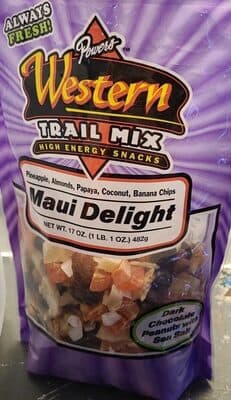 ALWAYS
FRESH!
Powers
Western
TRAIL MIX
HIGH ENERGY SNACKS
Pineapple, Almonds, Papaya, Coconut, Banana Chips
Maui Delight
NET WT. 17 OZ. (1 LB. 1 OZ.) 482g
Dark
Chocolate
Peanuts with
Sea Salt